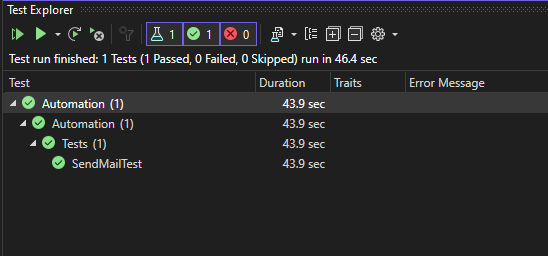 Test Explorer
1 1 0
Test run finished: 1 Tests (1 Passed, 0 Failed, 0 Skipped) run in 46.4 sec
Test Duration Traits Error Message
Automation (1) 43.9 sec
Automation (1) 43.9 sec
Tests (1) 43.9 sec
SendMailTest 43.9 sec